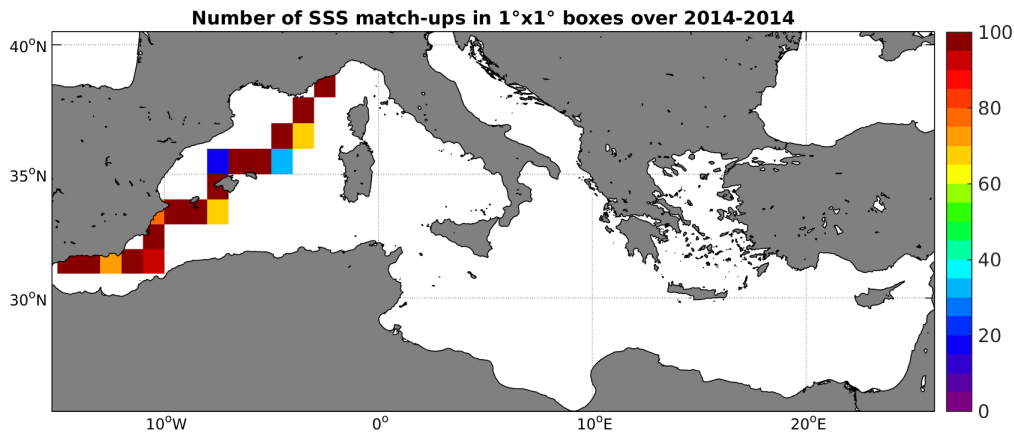 Number of SSS match-ups in 1°x1° boxes over 2014-2014
40°N
35°N
30°N
10°W
0°
10°E
20°E
100
80
60
40
20
0